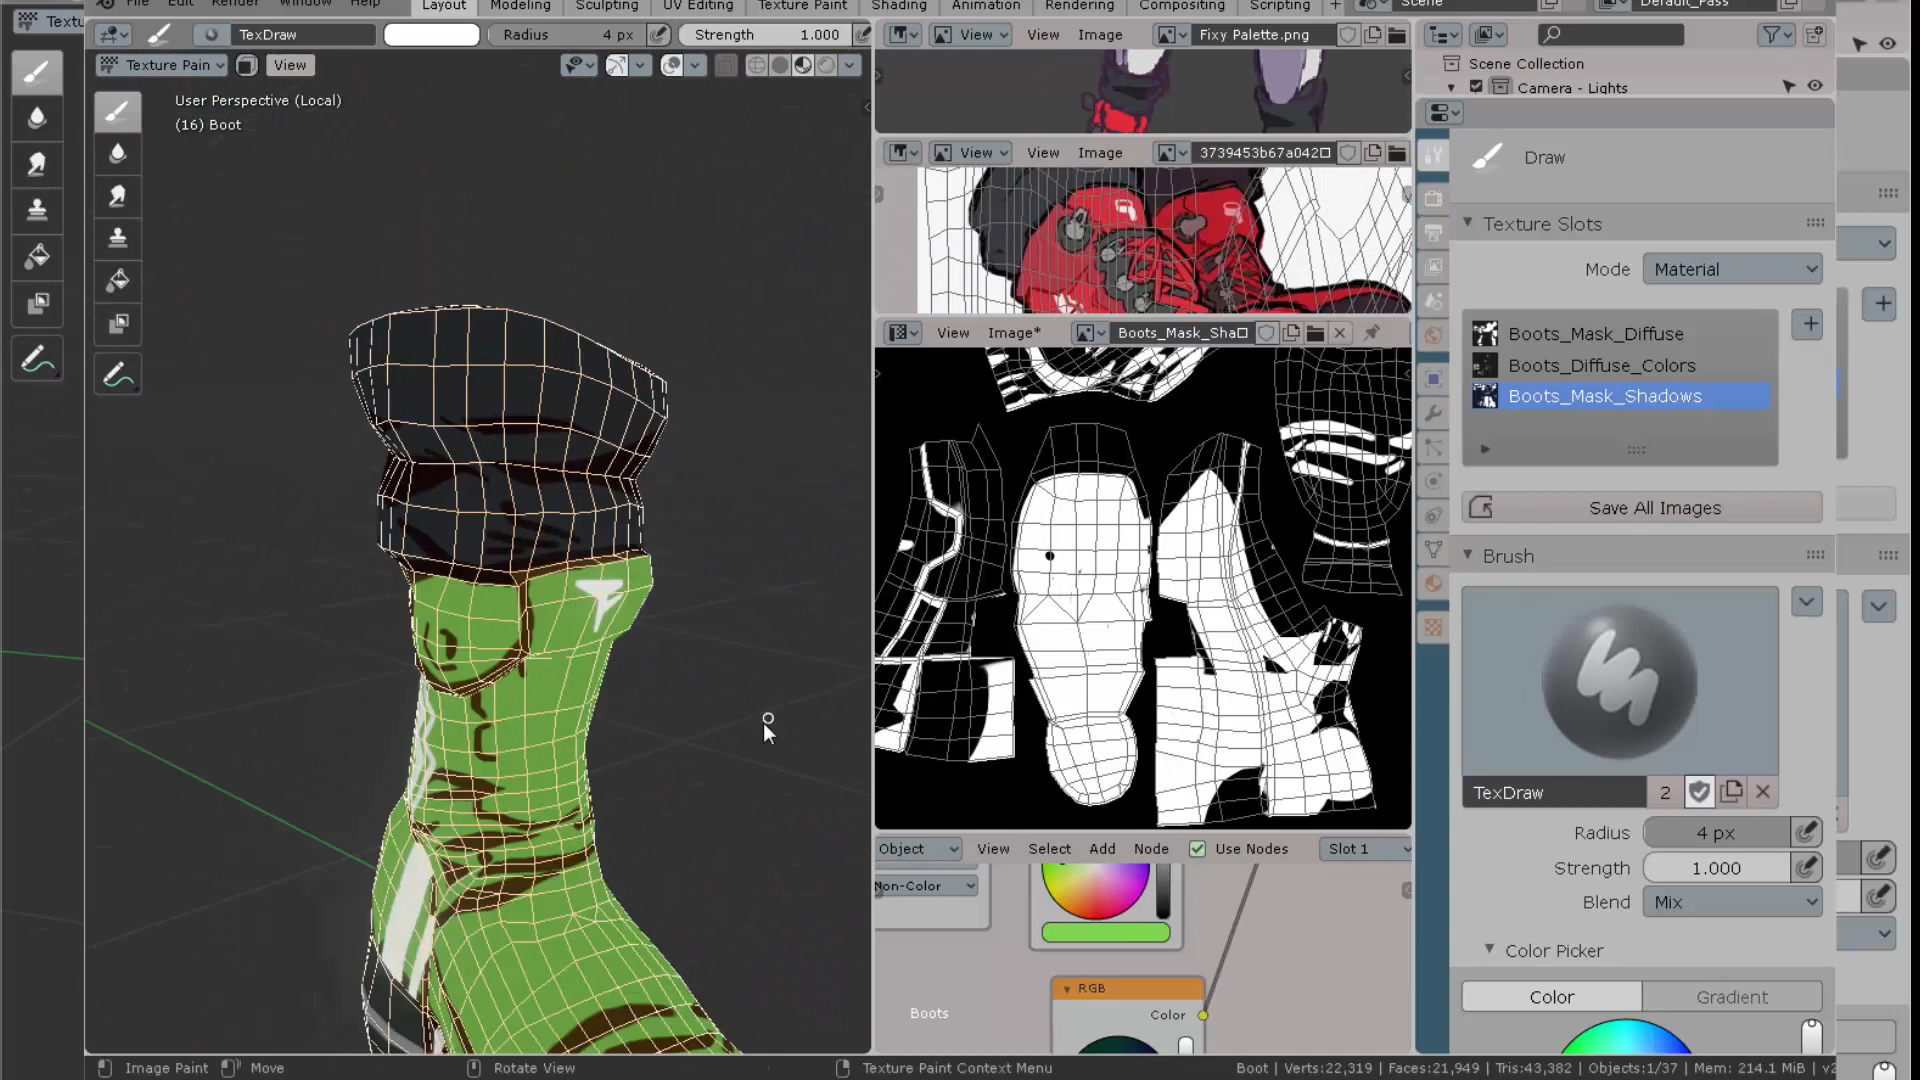 File Edit Render Window Help Layout Modeling Sculpting UV Editing Texture Paint Shading Animation Rendering Compositing Scripting + Scene Default_Pass
Textu
TexDraw Radius 4 px Strength 1.000
View View Image Fixy Palette.png
Texture Pain View
Scene Collection
Camera - Lights
User Perspective (Local)
(16) Boot
View View Image 3739453b67a042
Draw
Texture Slots
Mode Material
View Image* Boots_Mask_Sha
Boots_Mask_Diffuse
Boots_Diffuse_Colors
Boots_Mask_Shadows
Save All Images
Brush
TexDraw 2
Radius 4 px
Strength 1.000
Blend Mix
Color Picker
Color Gradient
Object View Select Add Node Use Nodes Slot 1
Non-Color
RGB
Color
Boots
Image Paint Move Rotate View Texture Paint Context Menu Boot | Verts:22,319 | Faces:21,949 | Tris:43,382 | Objects:1/37 | Mem: 214.1 MiB | v2